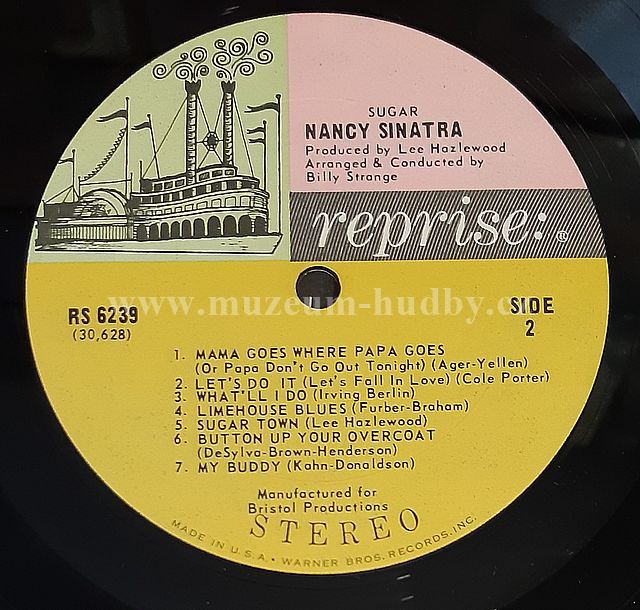 SUGAR
NANCY SINATRA
Produced by Lee Hazlewood
Arranged & Conducted by
Billy Strange
reprise:®
www.muzeum-hudby.cz
RS 6239
(30,628)
SIDE
2
1. MAMA GOES WHERE PAPA GOES
(Or Papa Don't Go Out Tonight) (Ager-Yellen)
2. LET'S DO IT (Let's Fall In Love) (Cole Porter)
3. WHAT'LL I DO (Irving Berlin)
4. LIMEHOUSE BLUES (Furber-Braham)
5. SUGAR TOWN (Lee Hazlewood)
6. BUTTON UP YOUR OVERCOAT
(DeSylva-Brown-Henderson)
7. MY BUDDY (Kahn-Donaldson)
Manufactured for
Bristol Productions
STEREO
MADE IN U.S.A. • WARNER BROS. RECORDS, INC.